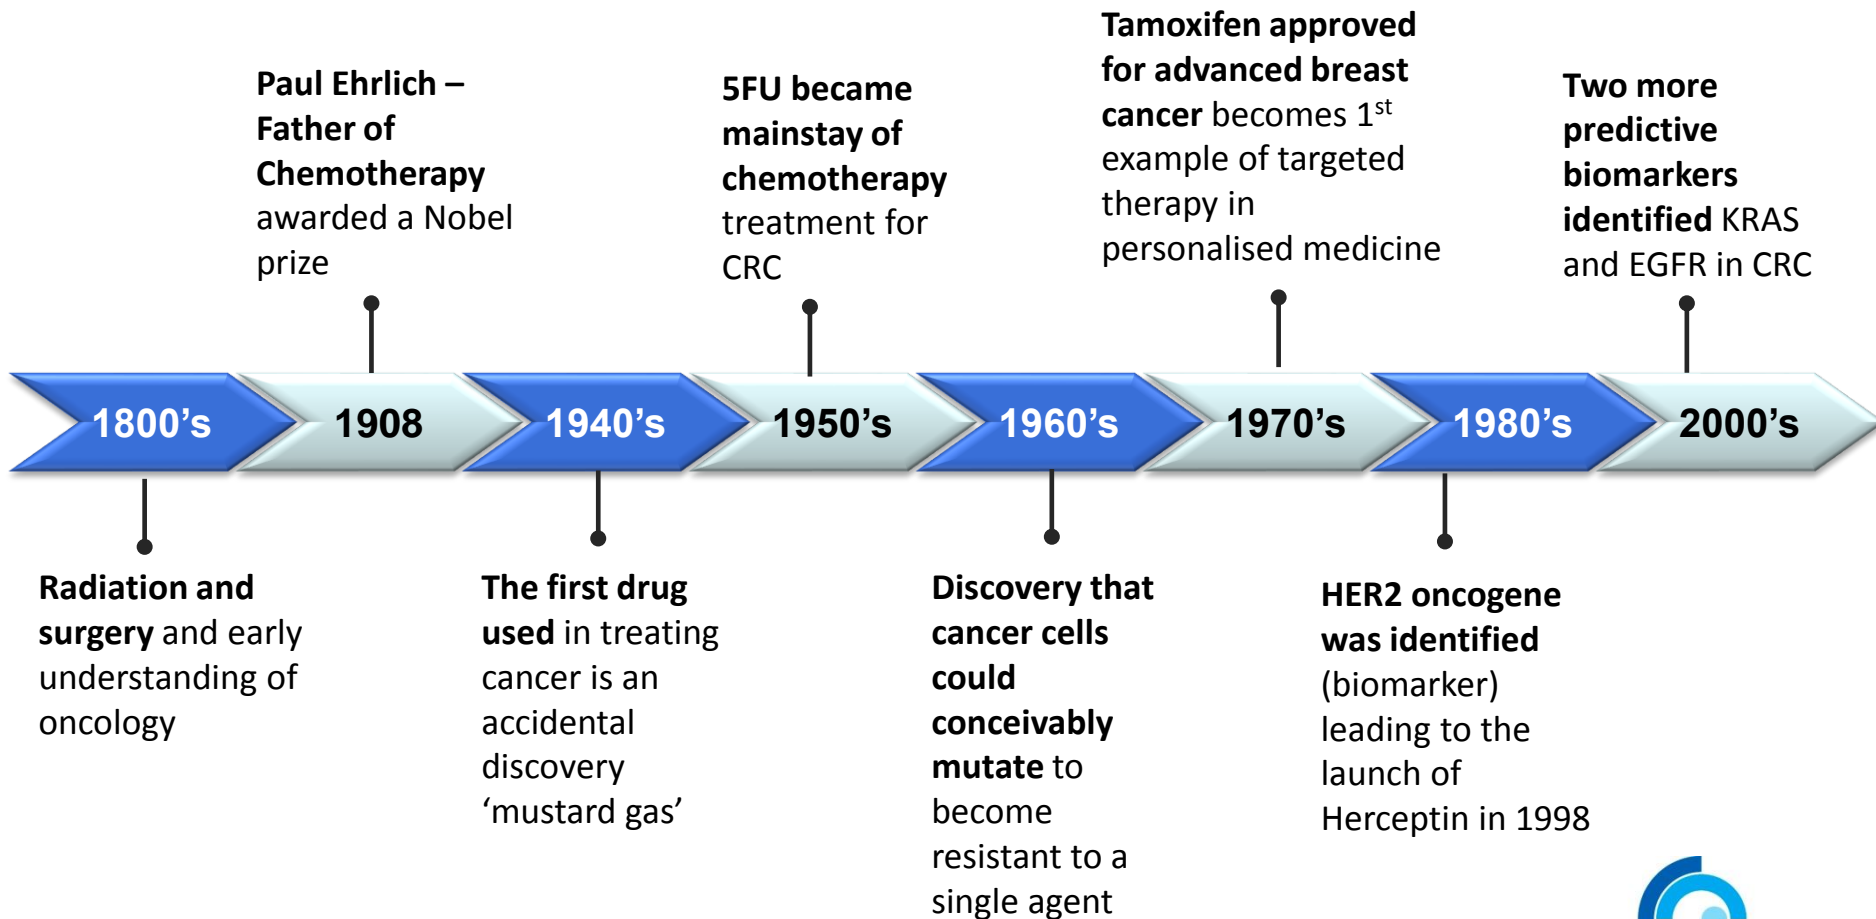 Paul Ehrlich –
Father of
Chemotherapy
awarded a Nobel
prize
5FU became
mainstay of
chemotherapy
treatment for
CRC
Tamoxifen approved
for advanced breast
cancer becomes 1st
example of targeted
therapy in
personalised medicine
Two more
predictive
biomarkers
identified KRAS
and EGFR in CRC
1800’s
1908
1940’s
1950’s
1960’s
1970’s
1980’s
2000’s
Radiation and
surgery and early
understanding of
oncology
The first drug
used in treating
cancer is an
accidental
discovery
‘mustard gas’
Discovery that
cancer cells
could
conceivably
mutate to
become
resistant to a
single agent
HER2 oncogene
was identified
(biomarker)
leading to the
launch of
Herceptin in 1998